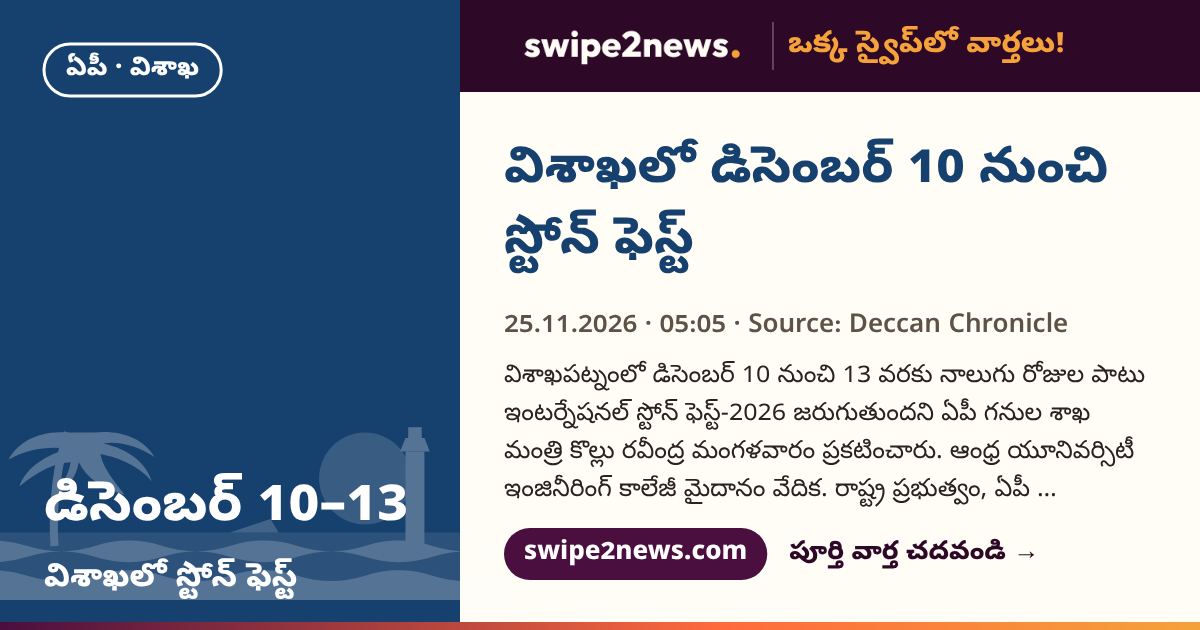 ఏపీ · విశాఖ
డిసెంబర్ 10–13
విశాఖలో స్టోన్ ఫెస్ట్
swipe2news. ఒక్క స్వైప్‌లో వార్తలు!
విశాఖలో డిసెంబర్ 10 నుంచి
స్టోన్ ఫెస్ట్
25.11.2026 · 05:05 · Source: Deccan Chronicle
విశాఖపట్నంలో డిసెంబర్ 10 నుంచి 13 వరకు నాలుగు రోజుల పాటు
ఇంటర్నేషనల్ స్టోన్ ఫెస్ట్-2026 జరుగుతుందని ఏపీ గనుల శాఖ
మంత్రి కొల్లు రవీంద్ర మంగళవారం ప్రకటించారు. ఆంధ్ర యూనివర్సిటీ
ఇంజినీరింగ్ కాలేజీ మైదానం వేదిక. రాష్ట్ర ప్రభుత్వం, ఏపీ ...
swipe2news.com పూర్తి వార్త చదవండి →